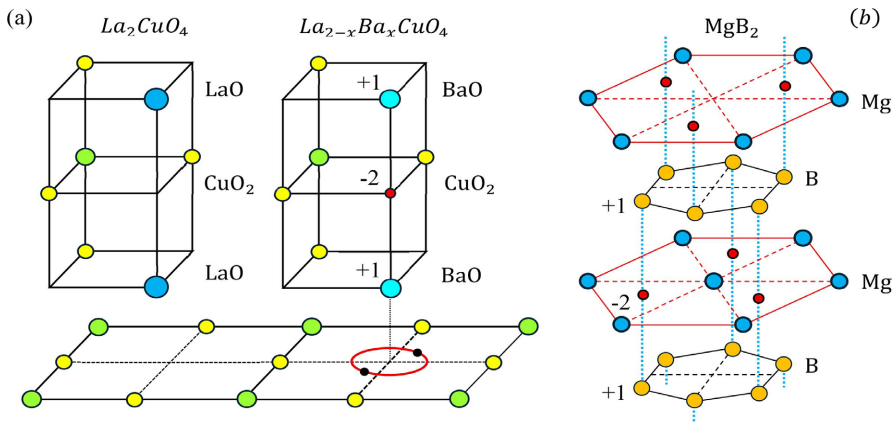 (a)
La₂CuO₄
La₂₋ₓBaₓCuO₄
MgB₂
(b)
LaO
+1
BaO
Mg
CuO₂
-2
CuO₂
B
+1
LaO
+1
BaO
Mg
-2
B
+1